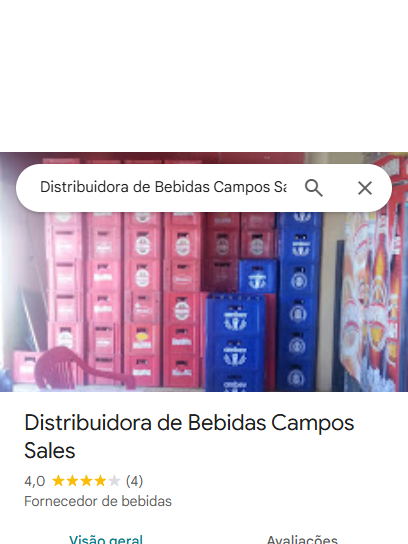 Distribuidora de Bebidas Campos Sa
Distribuidora de Bebidas Campos
Sales
4,0 (4)
Fornecedor de bebidas
Visão geral Avaliações